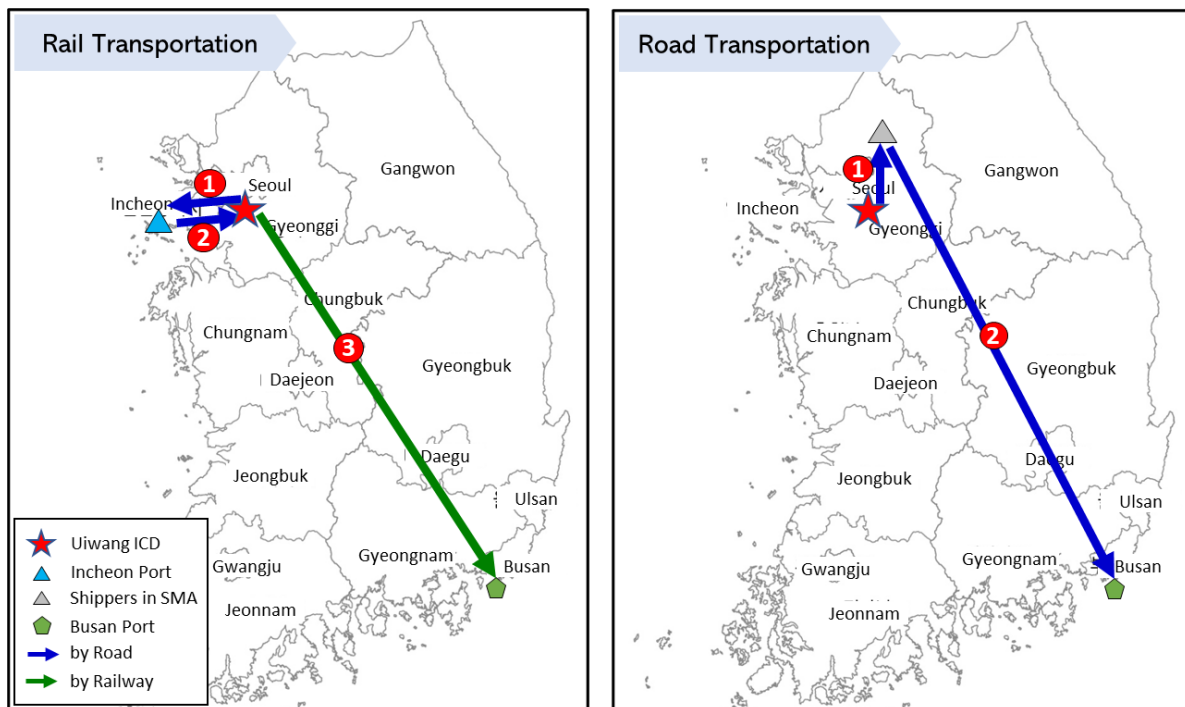 Rail Transportation
Gangwon
1
Seoul
Incheon
2
Gyeonggi
Chungbuk
Chungnam
3
Gyeongbuk
Daejeon
Daegu
Jeongbuk
Ulsan
Gyeongnam
Busan
Gwangju
Jeonnam
Uiwang ICD
Incheon Port
Shippers in SMA
Busan Port
by Road
by Railway
Road Transportation
Gangwon
1
Seoul
Incheon
Gyeonggi
Chungbuk
Chungnam
2
Gyeongbuk
Daejeon
Daegu
Jeongbuk
Ulsan
Gyeongnam
Busan
Gwangju
Jeonnam